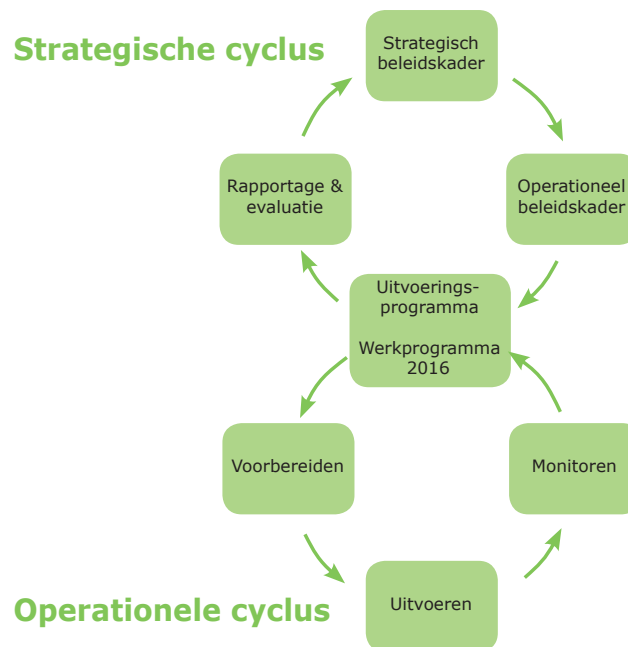 Strategische cyclus
Strategisch
beleidskader
Rapportage &
evaluatie
Operationeel
beleidskader
Uitvoerings-
programma
Werkprogramma
2016
Voorbereiden
Monitoren
Uitvoeren
Operationele cyclus